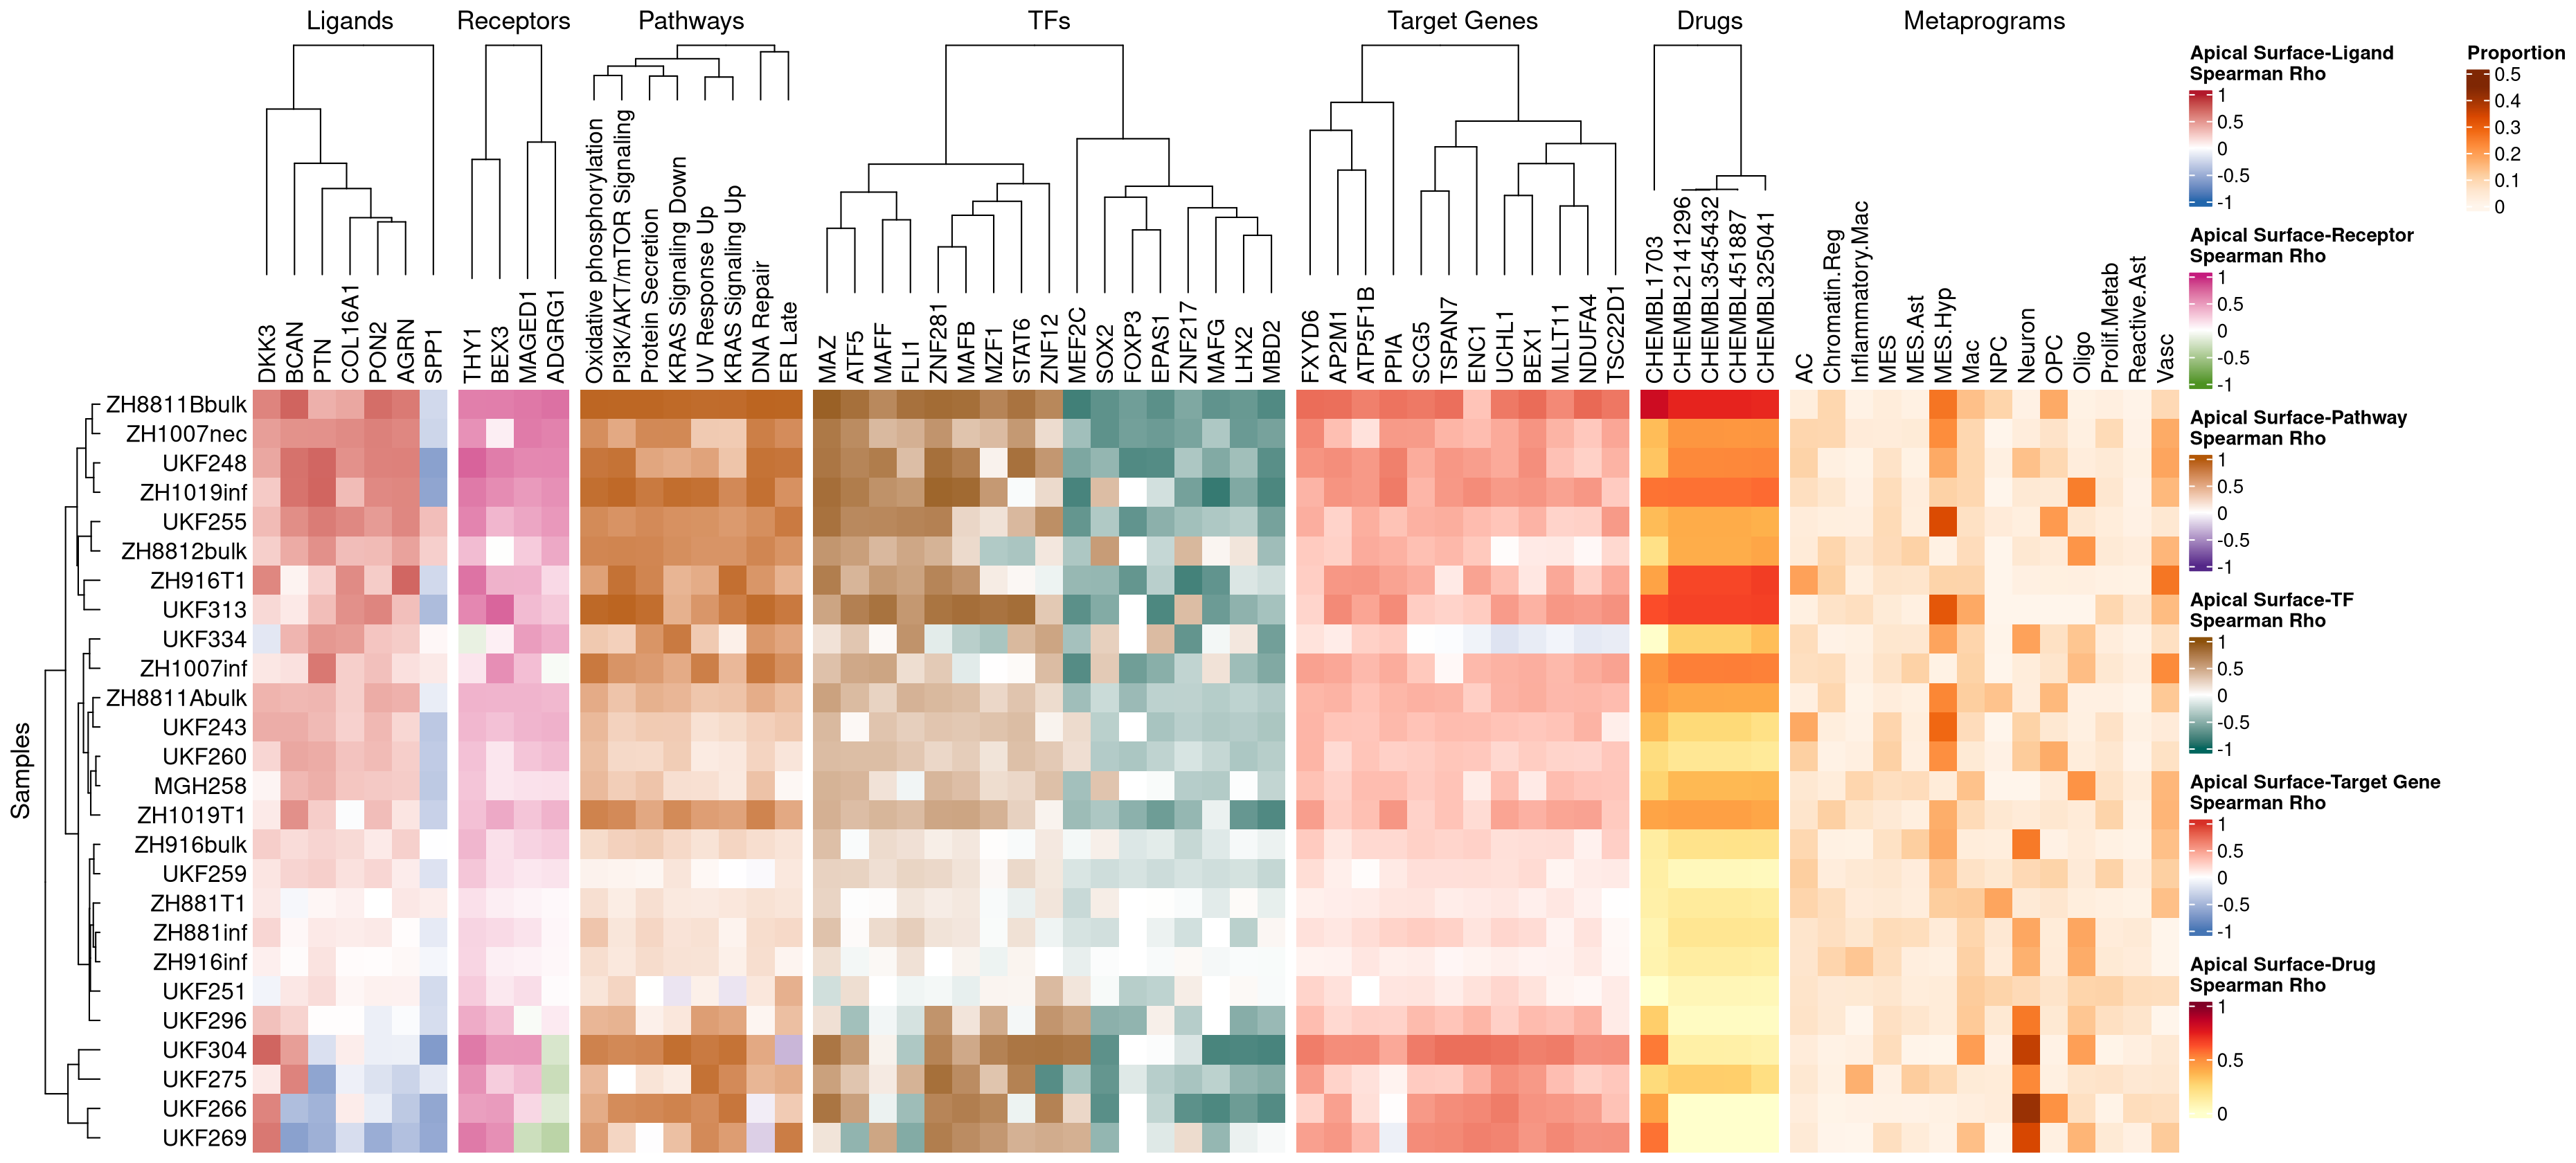 Ligands
Receptors
Pathways
TFs
Target Genes
Drugs
Metaprograms
DKK3
BCAN
PTN
COL16A1
PON2
AGRN
SPP1
THY1
BEX3
MAGED1
ADGRG1
Oxidative phosphorylation
PI3K/AKT/mTOR Signaling
Protein Secretion
KRAS Signaling Down
UV Response Up
KRAS Signaling Up
DNA Repair
ER Late
MAZ
ATF5
MAFF
FLI1
ZNF281
MAFB
MZF1
STAT6
ZNF12
MEF2C
SOX2
FOXP3
EPAS1
ZNF217
MAFG
LHX2
MBD2
FXYD6
AP2M1
ATP5F1B
PPIA
SCG5
TSPAN7
ENC1
UCHL1
BEX1
MLLT11
NDUFA4
TSC22D1
CHEMBL1703
CHEMBL2141296
CHEMBL3545432
CHEMBL451887
CHEMBL325041
AC
Chromatin.Reg
Inflammatory.Mac
MES
MES.Ast
MES.Hyp
Mac
NPC
Neuron
OPC
Oligo
Prolif.Metab
Reactive.Ast
Vasc
Samples
ZH8811Bbulk
ZH1007nec
UKF248
ZH1019inf
UKF255
ZH8812bulk
ZH916T1
UKF313
UKF334
ZH1007inf
ZH8811Abulk
UKF243
UKF260
MGH258
ZH1019T1
ZH916bulk
UKF259
ZH881T1
ZH881inf
ZH916inf
UKF251
UKF296
UKF304
UKF275
UKF266
UKF269
Apical Surface-Ligand
Spearman Rho
1
0.5
0
-0.5
-1
Apical Surface-Receptor
Spearman Rho
1
0.5
0
-0.5
-1
Apical Surface-Pathway
Spearman Rho
1
0.5
0
-0.5
-1
Apical Surface-TF
Spearman Rho
1
0.5
0
-0.5
-1
Apical Surface-Target Gene
Spearman Rho
1
0.5
0
-0.5
-1
Apical Surface-Drug
Spearman Rho
1
0.5
0
Proportion
0.5
0.4
0.3
0.2
0.1
0